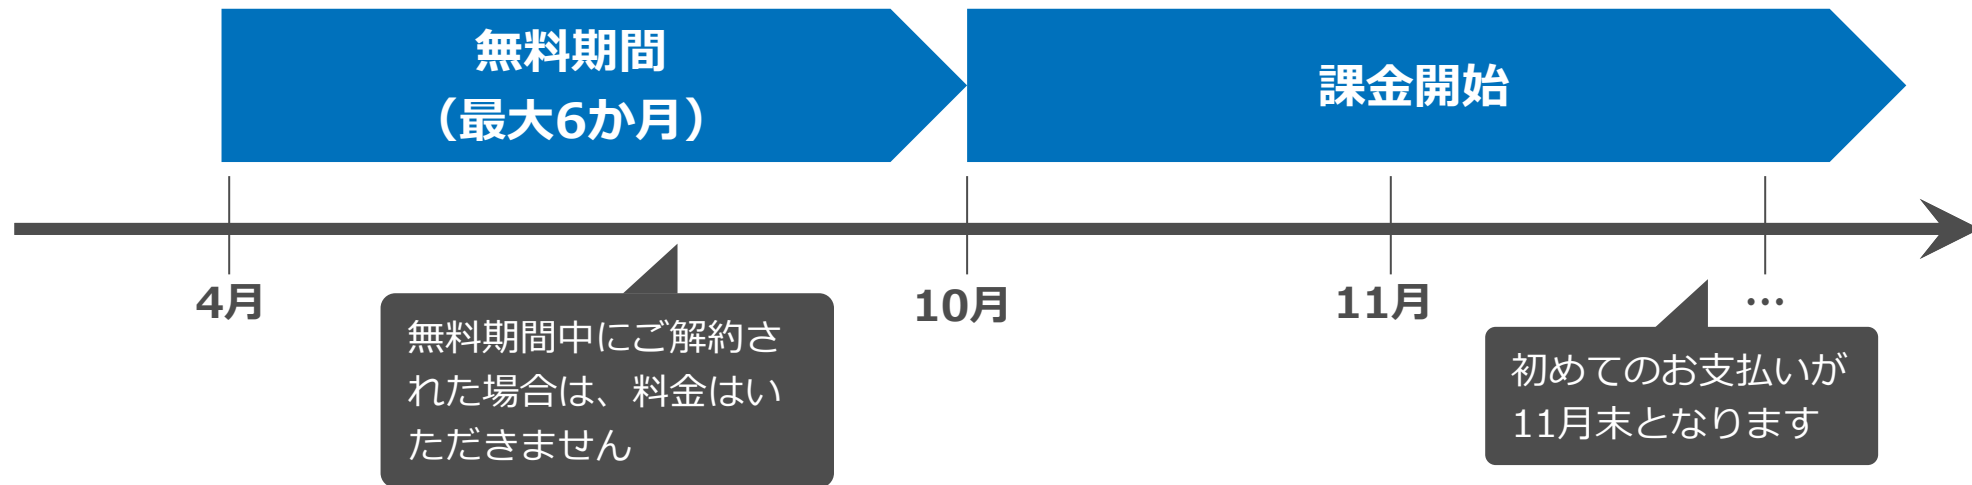 無料期間
（最大6か月）
課金開始
4月
10月
11月
…
無料期間中にご解約さ
れた場合は、料金はい
ただきません
初めてのお支払いが
11月末となります